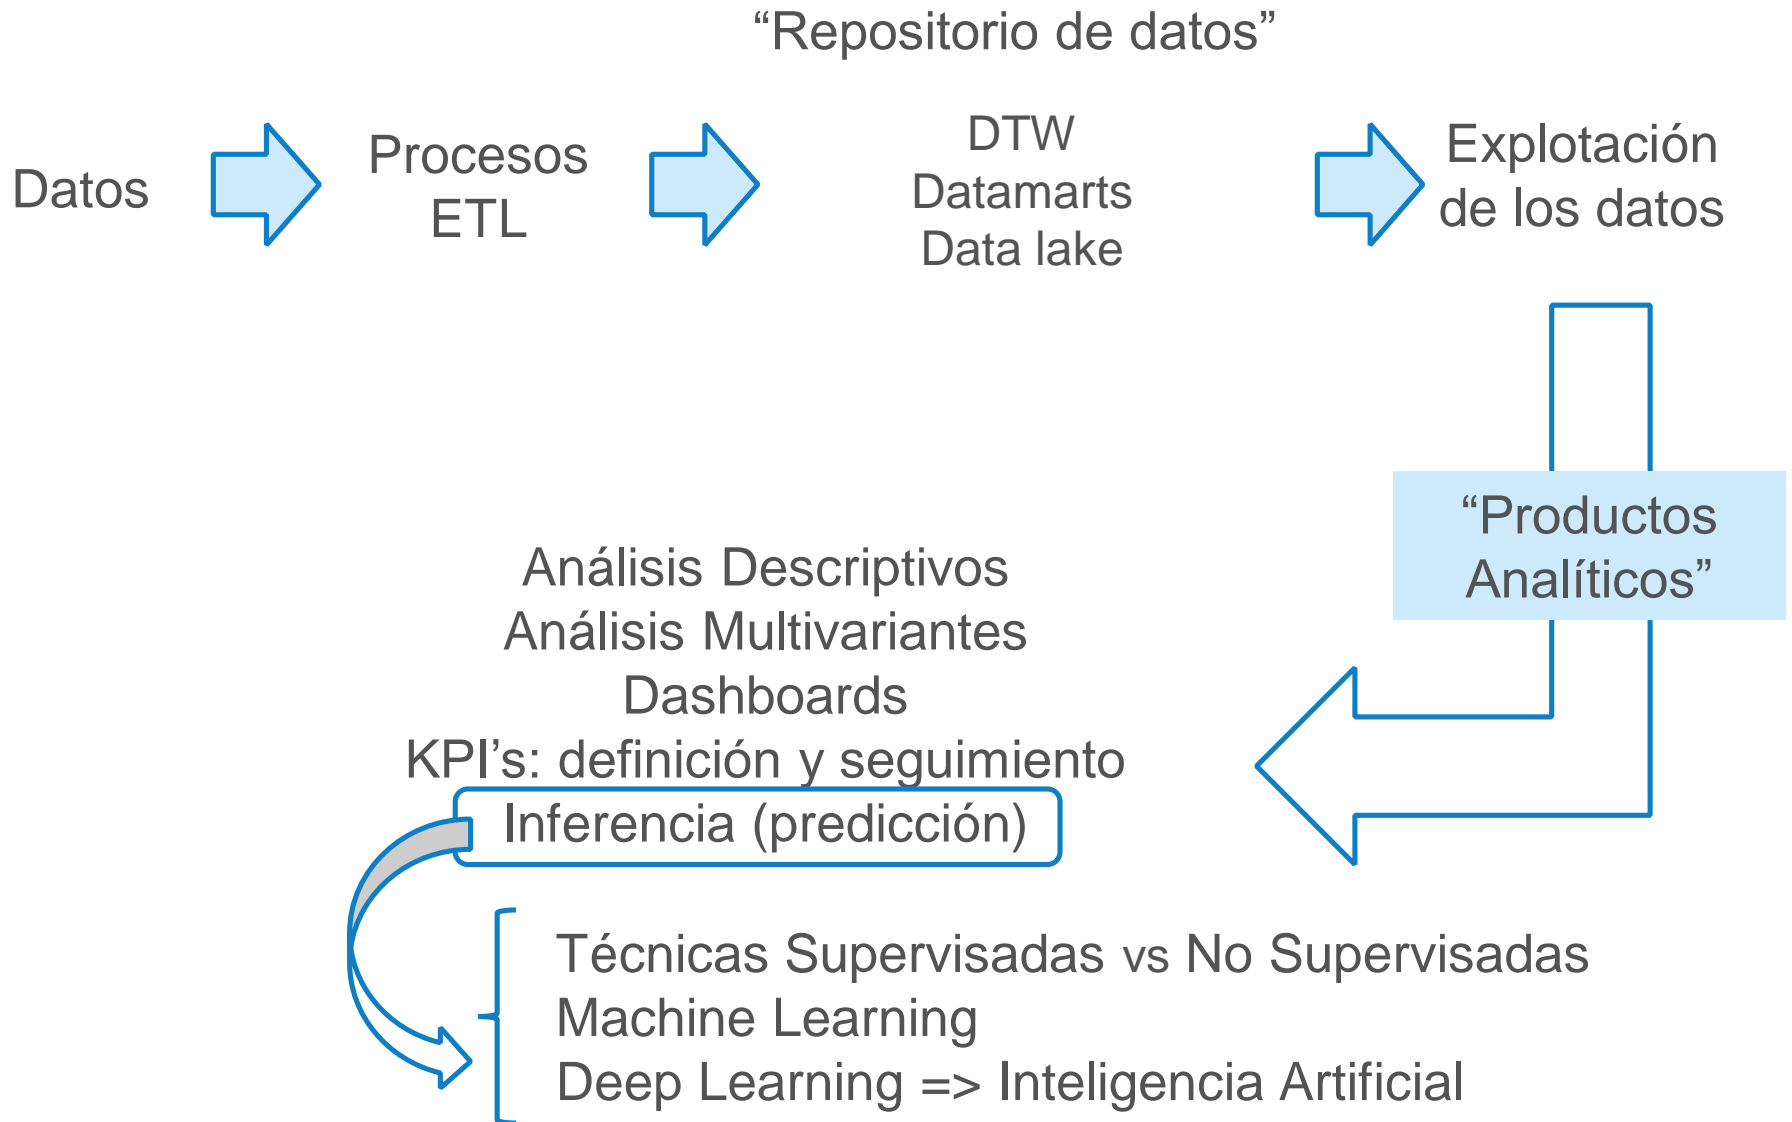 “Repositorio de datos”
Datos
Procesos
ETL
DTW
Datamarts
Data lake
Explotación
de los datos
“Productos
Analíticos”
Análisis Descriptivos
Análisis Multivariantes
Dashboards
KPI’s: definición y seguimiento
Inferencia (predicción)
Técnicas Supervisadas vs No Supervisadas
Machine Learning
Deep Learning => Inteligencia Artificial